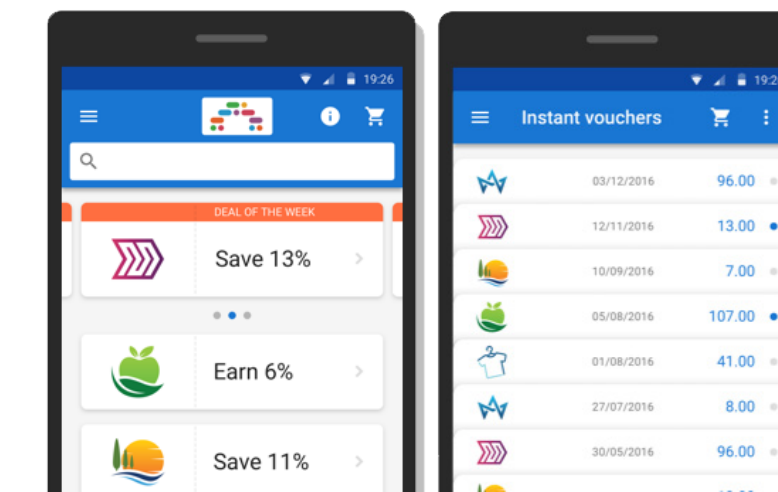 19:26
DEAL OF THE WEEK
Save 13%
Earn 6%
Save 11%
Instant vouchers
03/12/2016 96.00
12/11/2016 13.00
10/09/2016 7.00
05/08/2016 107.00
01/08/2016 41.00
27/07/2016 8.00
30/05/2016 96.00